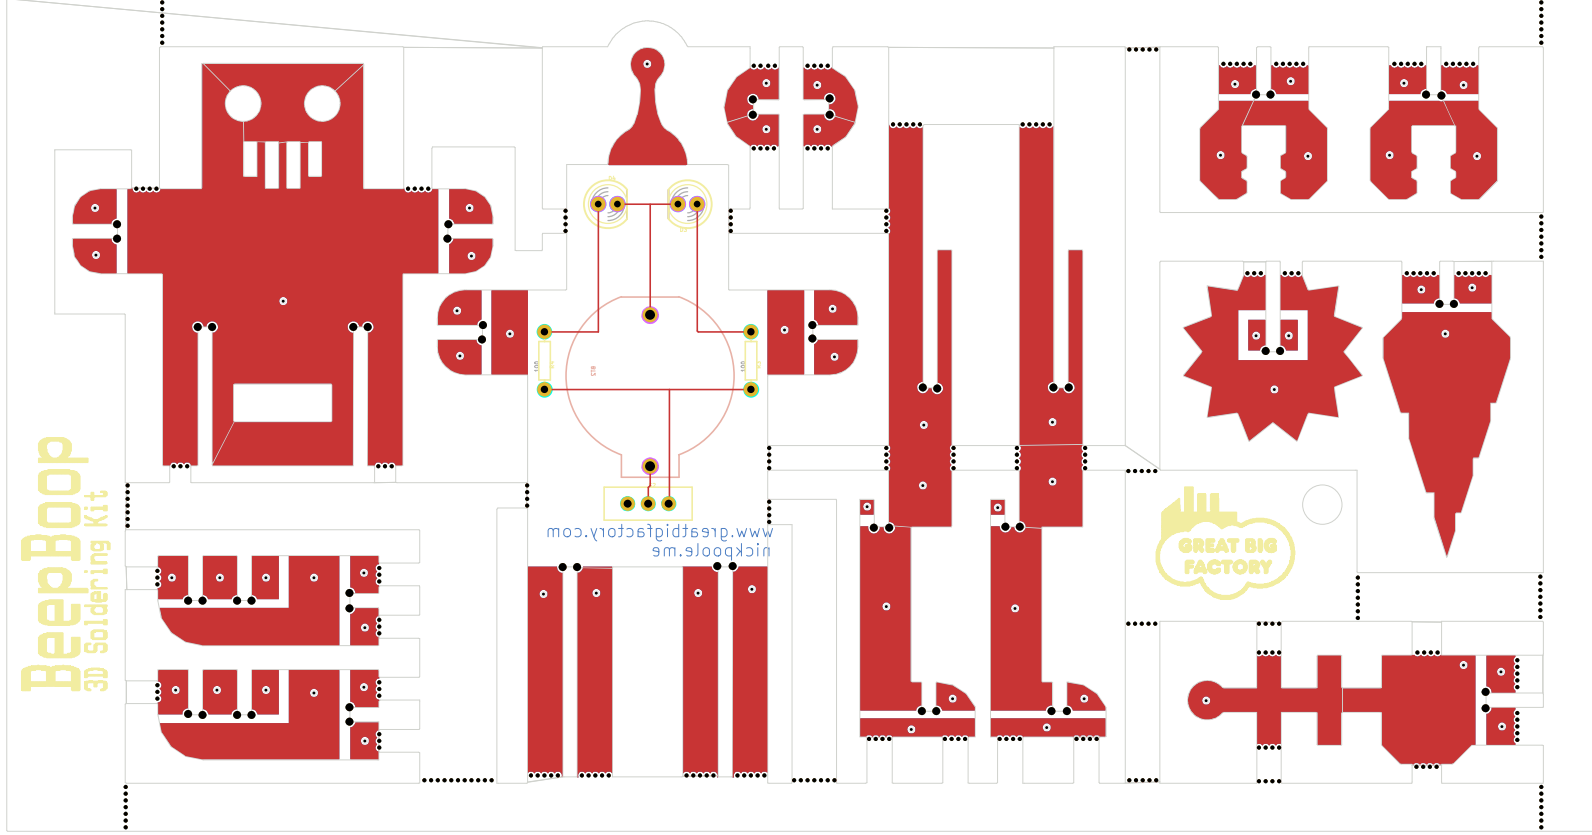 BeepBoop
3D Soldering Kit
www.greatbigfactory.com
nickpoole.me
GREAT BIG
FACTORY